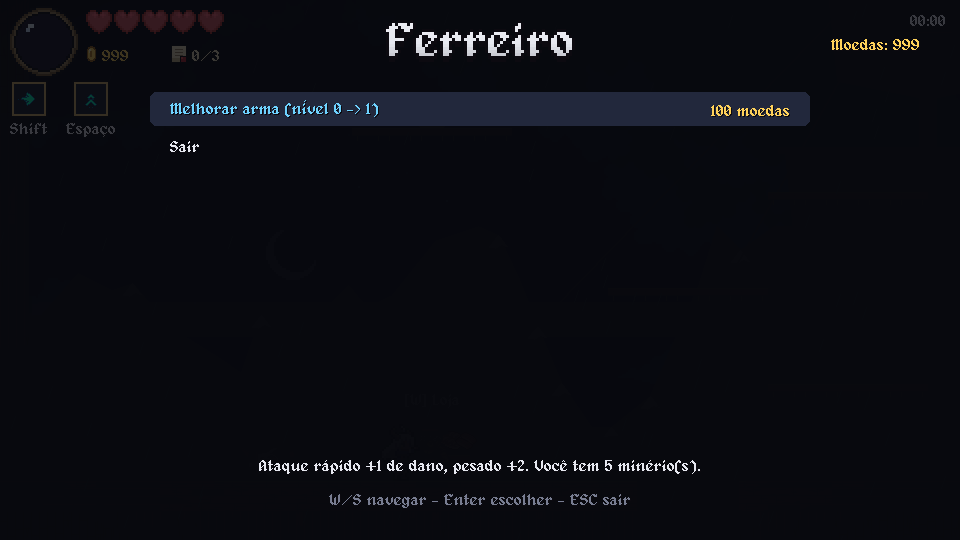 Ferreiro
00:00
Moedas: 999
999
0/3
Shift
Espaço
Melhorar arma (nível 0 -> 1)
100 moedas
Sair
Ataque rápido +1 de dano, pesado +2. Você tem 5 minério(s).
W/S navegar - Enter escolher - ESC sair